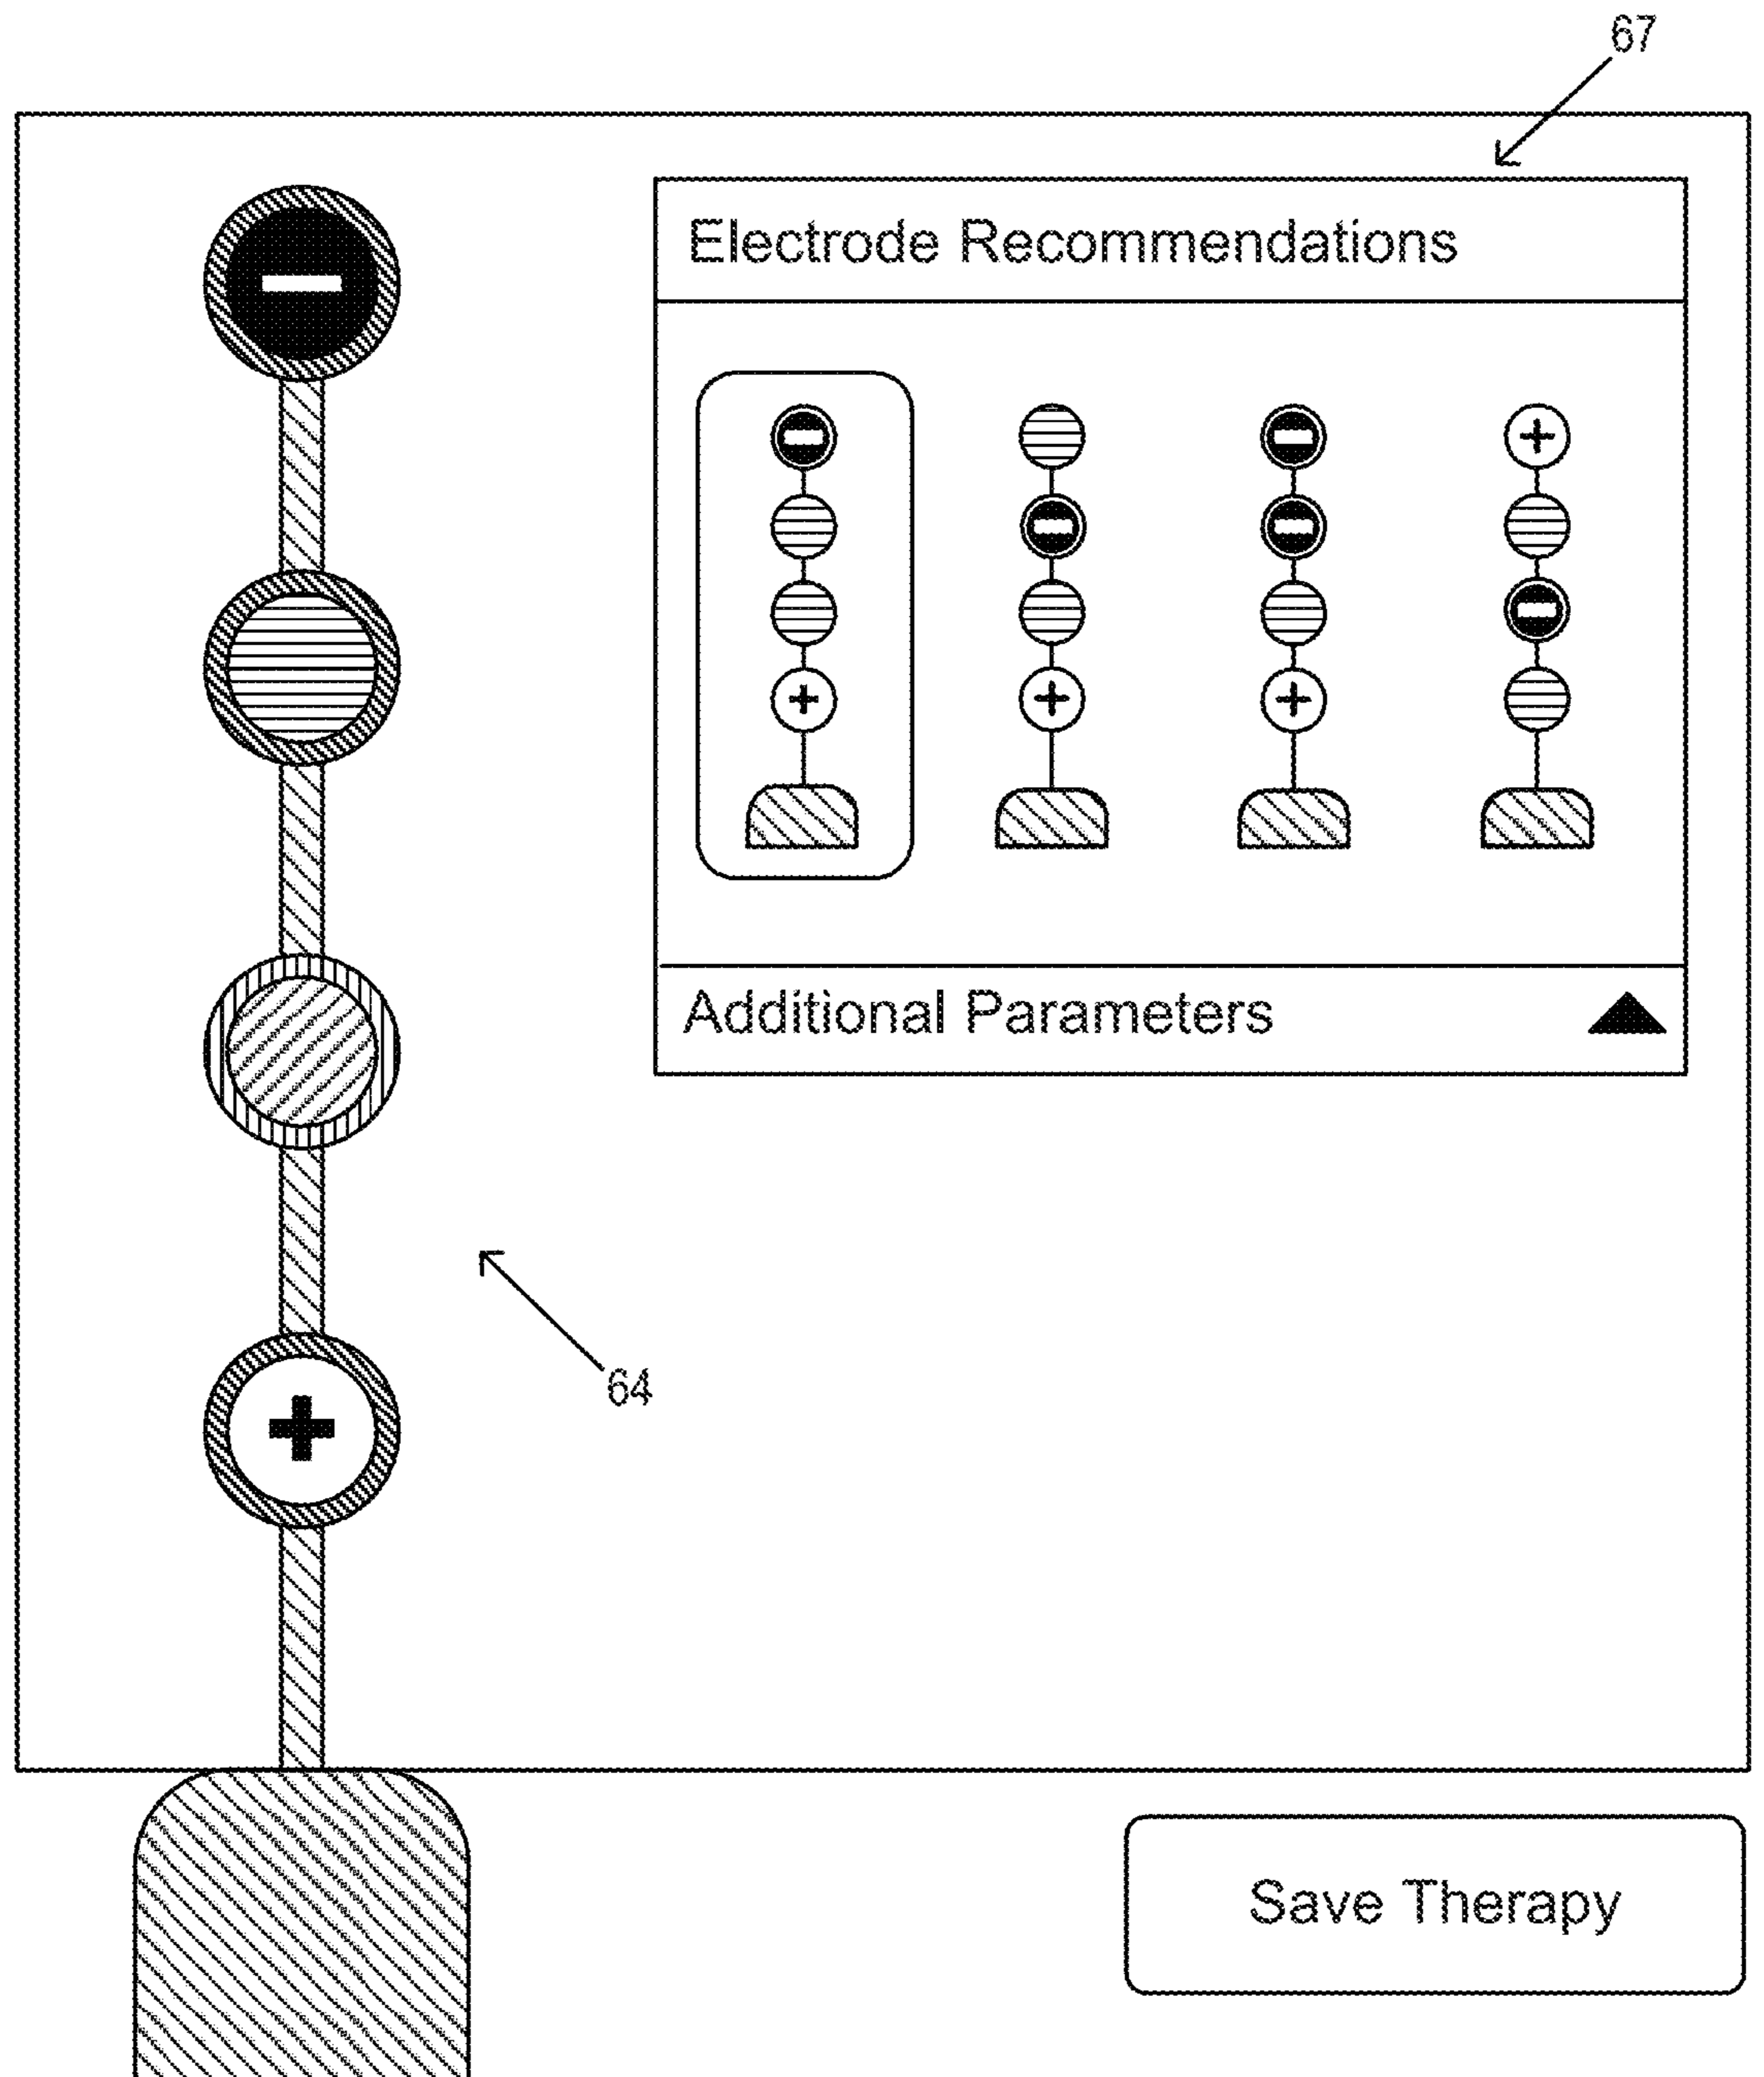 67
Electrode Recommendations
Additional Parameters
64
Save Therapy